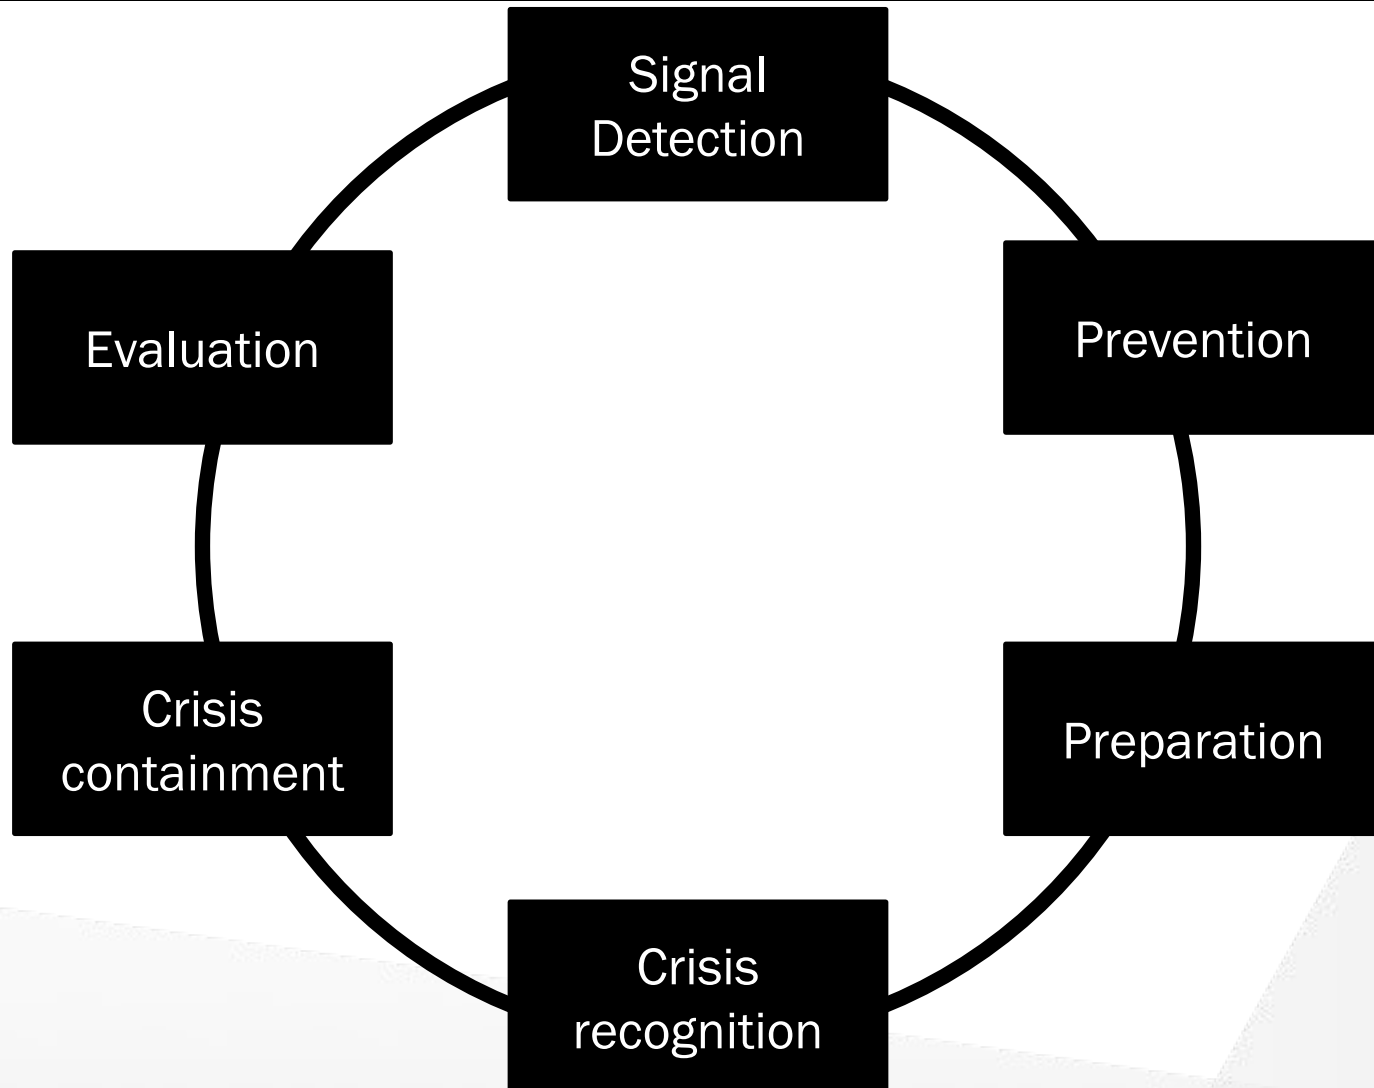 Signal
Detection
Prevention
Preparation
Crisis
recognition
Crisis
containment
Evaluation